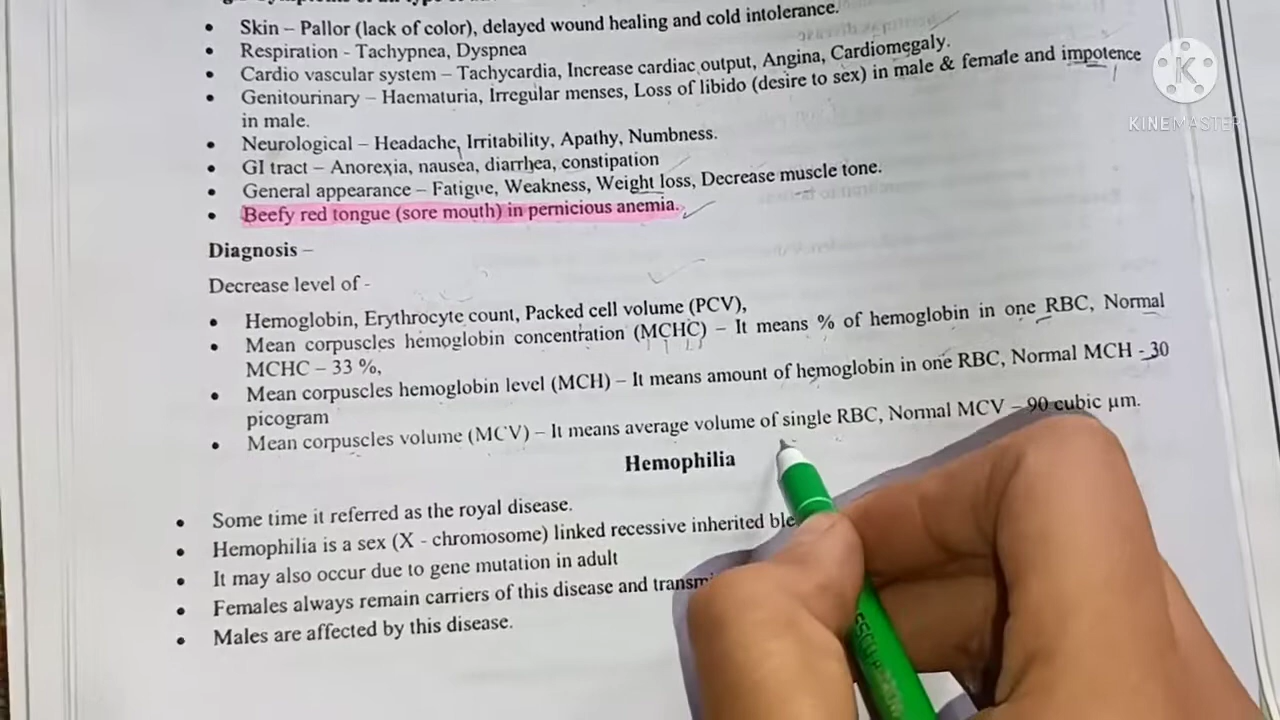 • Skin – Pallor (lack of color), delayed wound healing and cold intolerance.
• Respiration - Tachypnea, Dyspnea
• Cardio vascular system – Tachycardia, Increase cardiac output, Angina, Cardiomegaly.
• Genitourinary – Haematuria, Irregular menses, Loss of libido (desire to sex) in male & female and impotence
in male.
• Neurological – Headache, Irritability, Apathy, Numbness.
• GI tract – Anorexia, nausea, diarrhea, constipation
• General appearance – Fatigue, Weakness, Weight loss, Decrease muscle tone.
• Beefy red tongue (sore mouth) in pernicious anemia.
Diagnosis –
Decrease level of -
• Hemoglobin, Erythrocyte count, Packed cell volume (PCV),
• Mean corpuscles hemoglobin concentration (MCHC) – It means % of hemoglobin in one RBC, Normal
MCHC – 33 %,
• Mean corpuscles hemoglobin level (MCH) – It means amount of hemoglobin in one RBC, Normal MCH - 30
picogram
• Mean corpuscles volume (MCV) – It means average volume of single RBC, Normal MCV – 90 cubic µm.
Hemophilia
• Some time it referred as the royal disease.
• Hemophilia is a sex (X - chromosome) linked recessive inherited
• It may also occur due to gene mutation in adult
• Females always remain carriers of this disease and
• Males are affected by this disease.
K
KINEMASTER